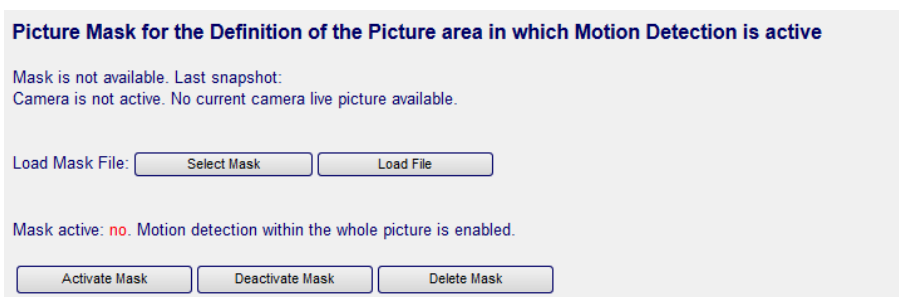 Picture Mask for the Definition of the Picture area in which Motion Detection is active
Mask is not available. Last snapshot:
Camera is not active. No current camera live picture available.
Load Mask File: Select Mask Load File
Mask active: no. Motion detection within the whole picture is enabled.
Activate Mask Deactivate Mask Delete Mask